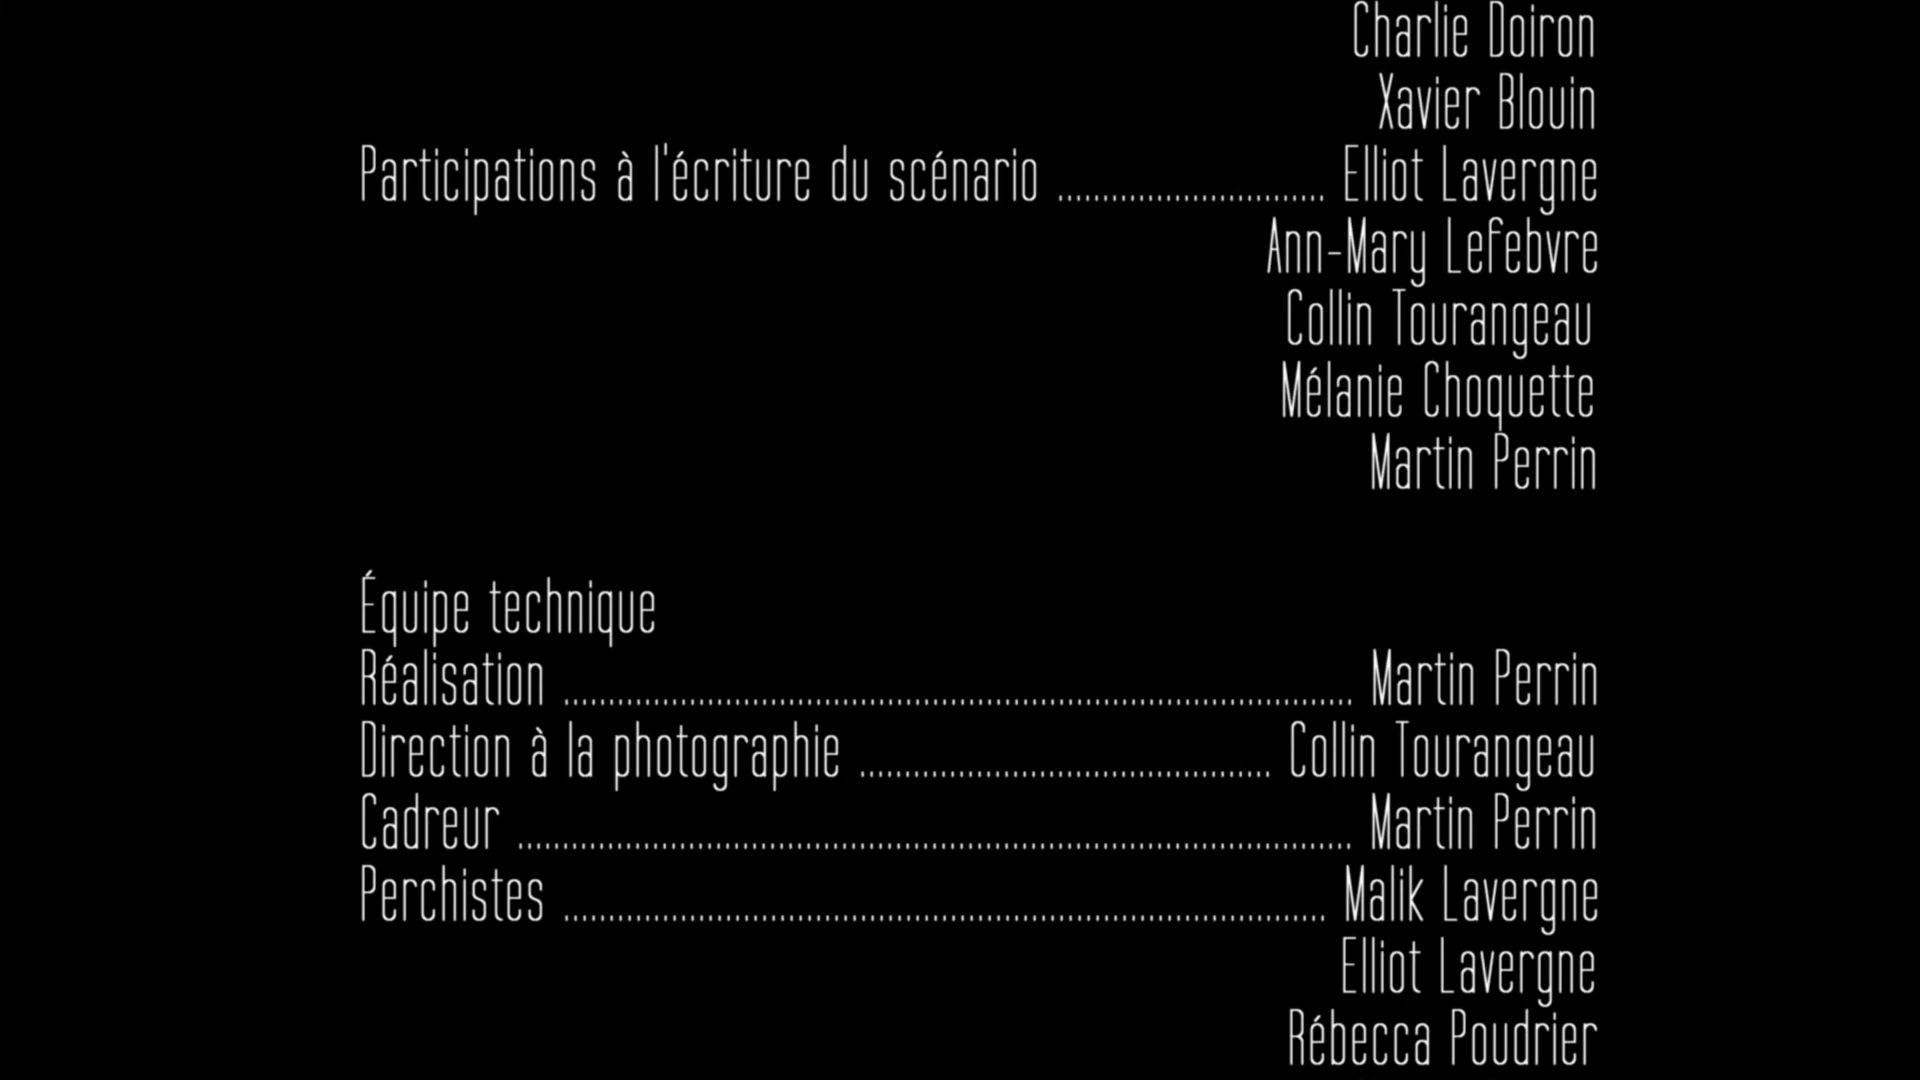 Charlie Doiron
Xavier Blouin
Participations à l'écriture du scénario .............................. Elliot Lavergne
Ann-Mary Lefebvre
Collin Tourangeau
Mélanie Choquette
Martin Perrin
Équipe technique
Réalisation ........................................................................................ Martin Perrin
Direction à la photographie .............................................. Collin Tourangeau
Cadreur ............................................................................................. Martin Perrin
Perchistes ..................................................................................... Malik Lavergne
Elliot Lavergne
Rébecca Poudrier